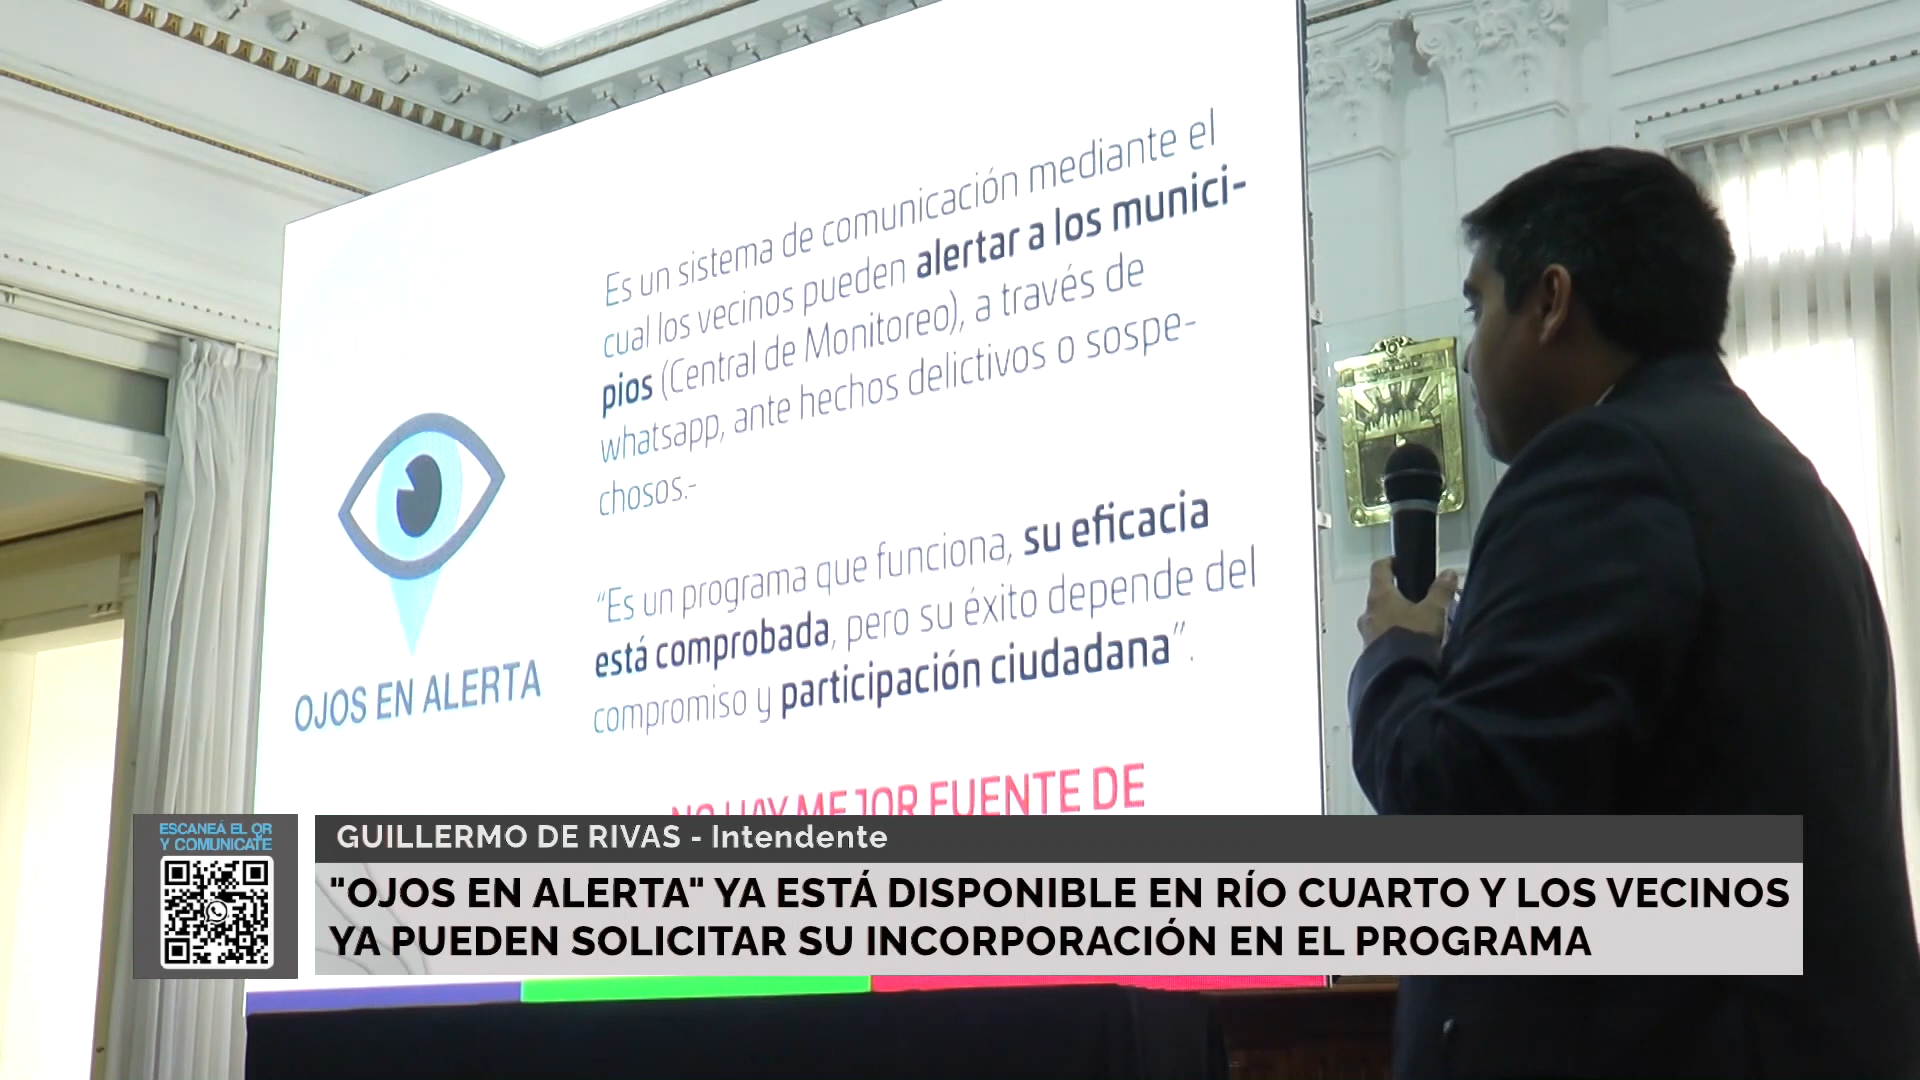 Es un sistema de comunicación mediante el
cual los vecinos pueden alertar a los munici-
pios (Central de Monitoreo), a través de
whatsapp, ante hechos delictivos o sospe-
chosos.-
"Es un programa que funciona, su eficacia
está comprobada, pero su éxito depende del
compromiso y participación ciudadana".
OJOS EN ALERTA
NO HAY MEJOR FUENTE DE
ESCANEÁ EL QR
Y COMUNICATE
GUILLERMO DE RIVAS - Intendente
"OJOS EN ALERTA" YA ESTÁ DISPONIBLE EN RÍO CUARTO Y LOS VECINOS
YA PUEDEN SOLICITAR SU INCORPORACIÓN EN EL PROGRAMA